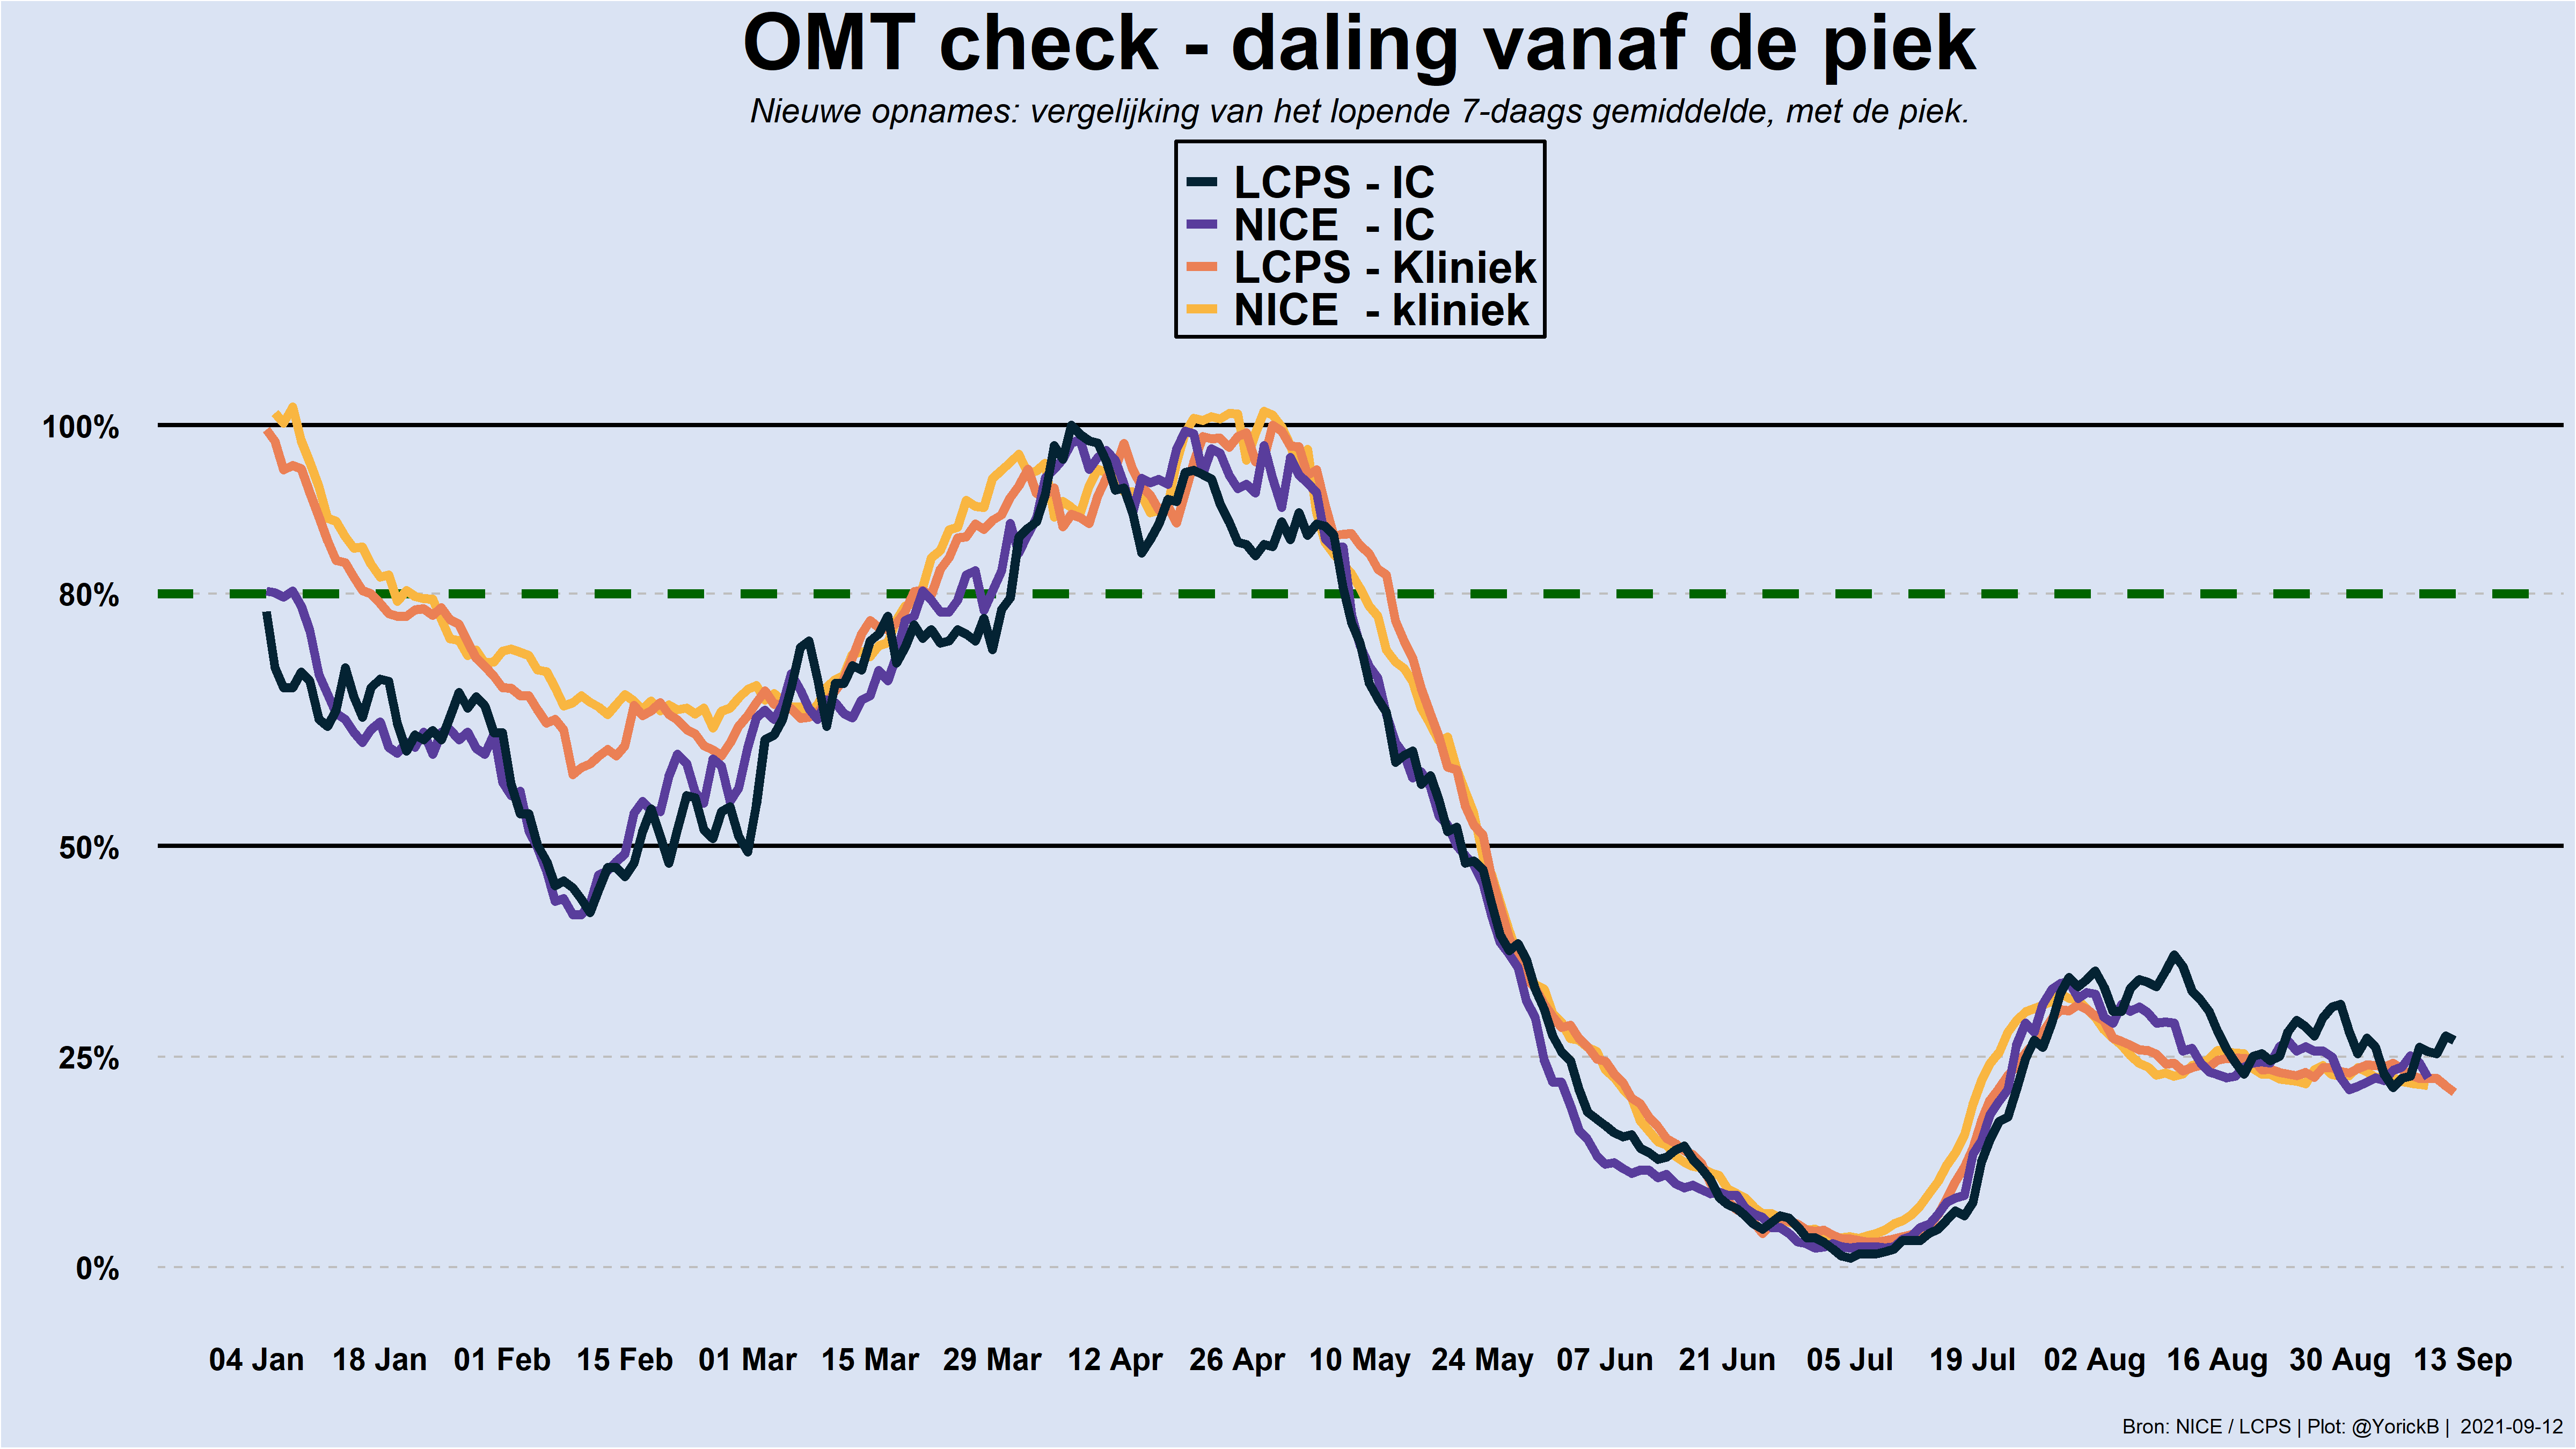 OMT check - daling vanaf de piek
Nieuwe opnames: vergelijking van het lopende 7-daags gemiddelde, met de piek.
LCPS - IC
NICE - IC
LCPS - Kliniek
NICE - kliniek
100%
80%
50%
25%
0%
04 Jan 18 Jan 01 Feb 15 Feb 01 Mar 15 Mar 29 Mar 12 Apr 26 Apr 10 May 24 May 07 Jun 21 Jun 05 Jul 19 Jul 02 Aug 16 Aug 30 Aug 13 Sep
Bron: NICE / LCPS | Plot: @YorickB | 2021-09-12